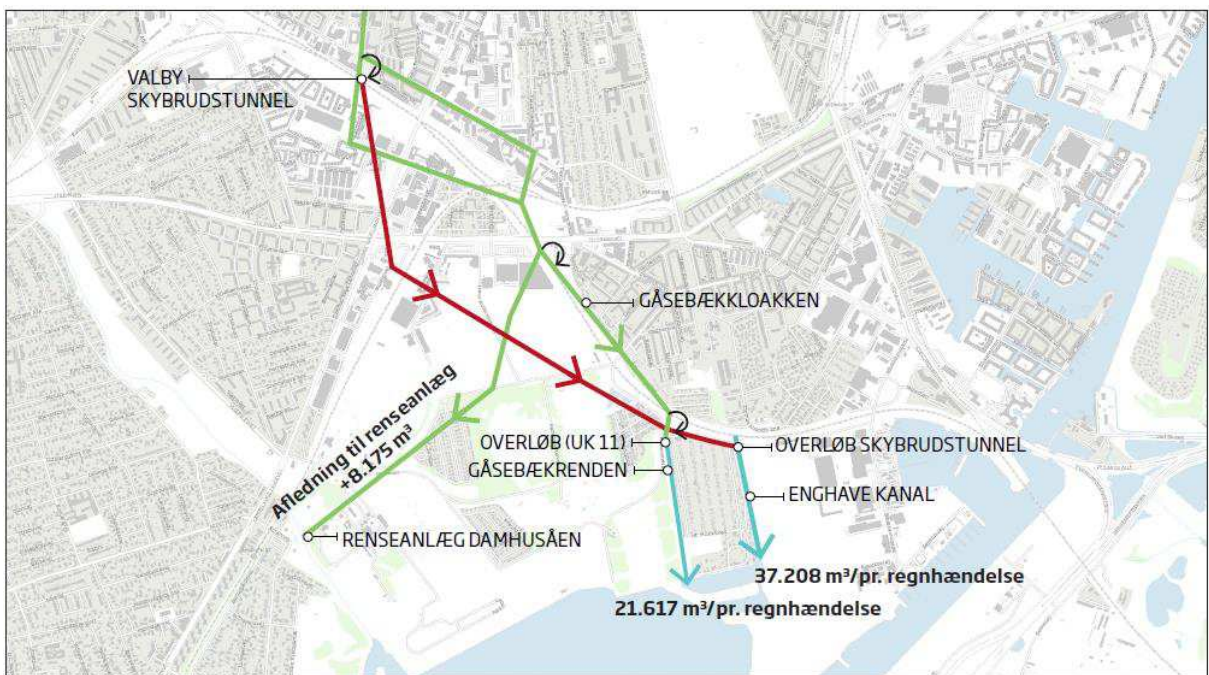 VALBY
SKYBRUDSTUNNEL
GÅSEBÆKKLOAKKEN
Afledning til renseanlæg
+8.175 m³
OVERLØB (UK 11)
OVERLØB SKYBRUDSTUNNEL
GÅSEBÆKRENDEN
ENGHAVE KANAL
RENSEANLÆG DAMHUSÅEN
37.208 m³/pr. regnhændelse
21.617 m³/pr. regnhændelse